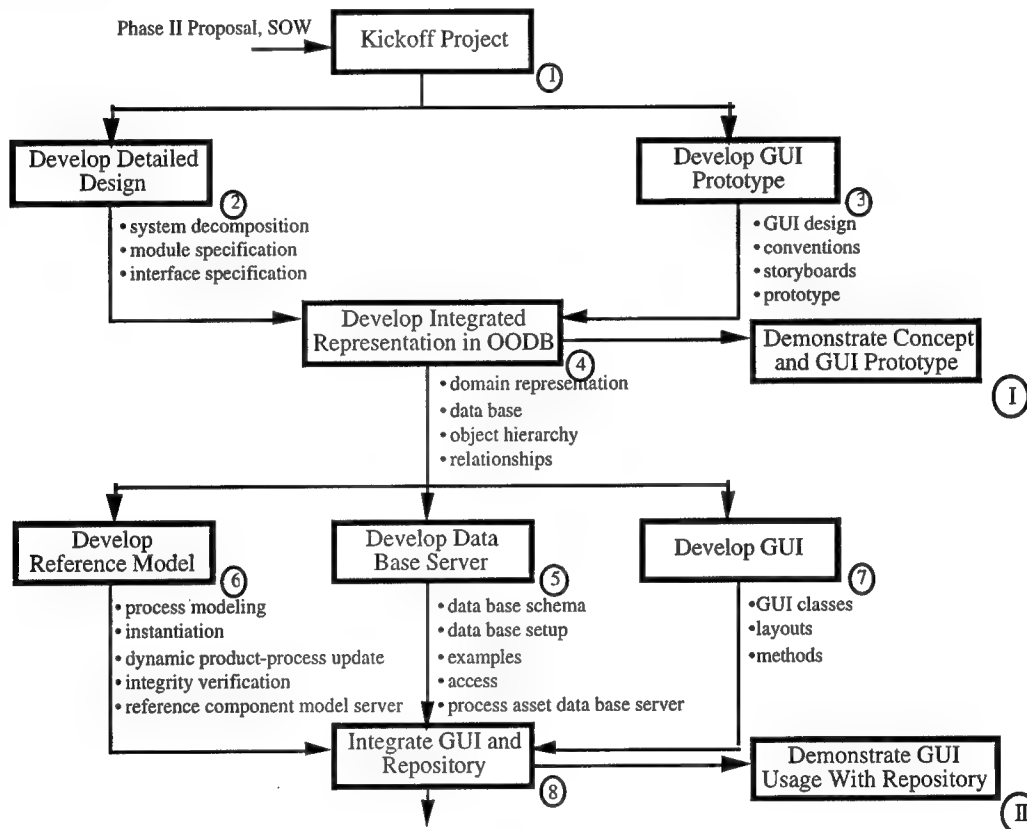 Phase II Proposal, SOW
Kickoff Project
1
Develop Detailed
Design
2
• system decomposition
• module specification
• interface specification
Develop GUI
Prototype
3
• GUI design
• conventions
• storyboards
• prototype
Develop Integrated
Representation in OODB
4
Demonstrate Concept
and GUI Prototype
I
• domain representation
• data base
• object hierarchy
• relationships
Develop
Reference Model
6
• process modeling
• instantiation
• dynamic product-process update
• integrity verification
• reference component model server
Develop Data
Base Server
5
• data base schema
• data base setup
• examples
• access
• process asset data base server
Develop GUI
7
• GUI classes
• layouts
• methods
Integrate GUI and
Repository
8
Demonstrate GUI
Usage With Repository
II